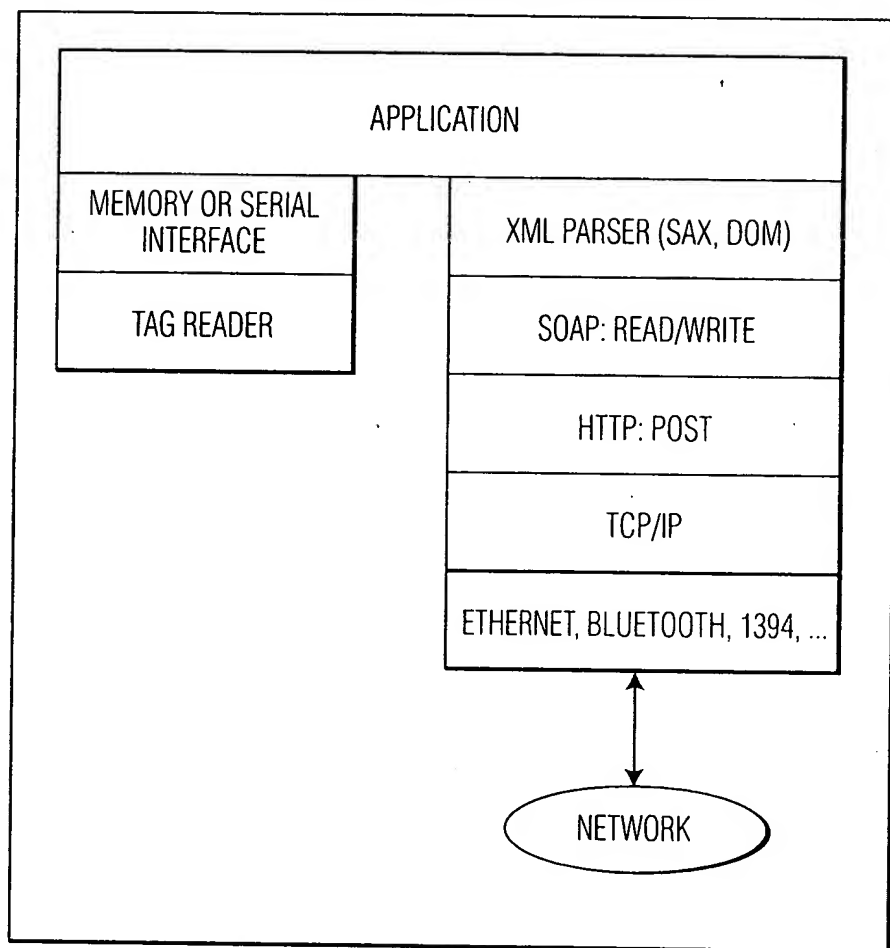 APPLICATION
MEMORY OR SERIAL
INTERFACE
TAG READER
XML PARSER (SAX, DOM)
SOAP: READ/WRITE
HTTP: POST
TCP/IP
ETHERNET, BLUETOOTH, 1394, ...
NETWORK